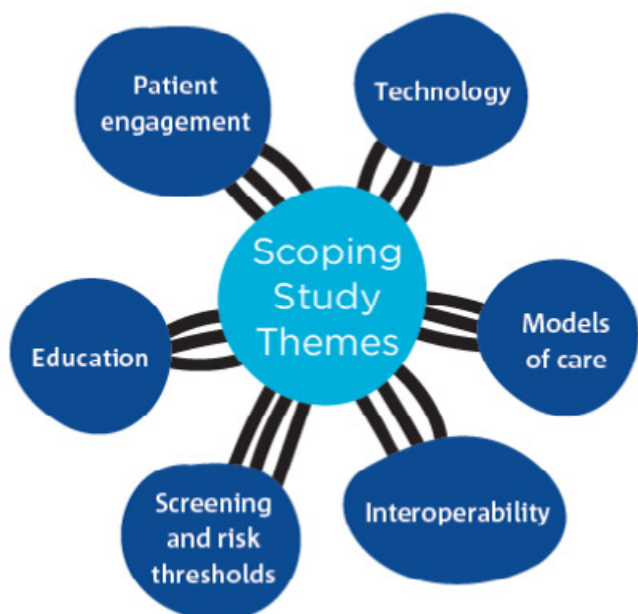 Patient
engagement
Technology
Scoping
Study
Themes
Education
Models
of care
Screening
and risk
thresholds
Interoperability